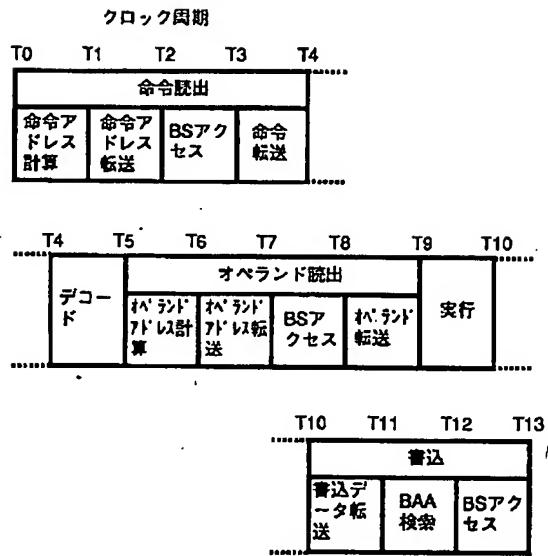 クロック周期
T0 T1 T2 T3 T4
命令読出
命令ア
ドレス
計算
命令ア
ドレス
転送
BSアク
セス
命令
転送
T4 T5 T6 T7 T8 T9 T10
デコー
ド
オペランド読出
オペランド
アドレス計
算
オペランド
アドレス転
送
BSア
クセス
オペランド
転送
実行
T10 T11 T12 T13
書込
書込デ
ータ転
送
BAA
検索
BSアク
セス